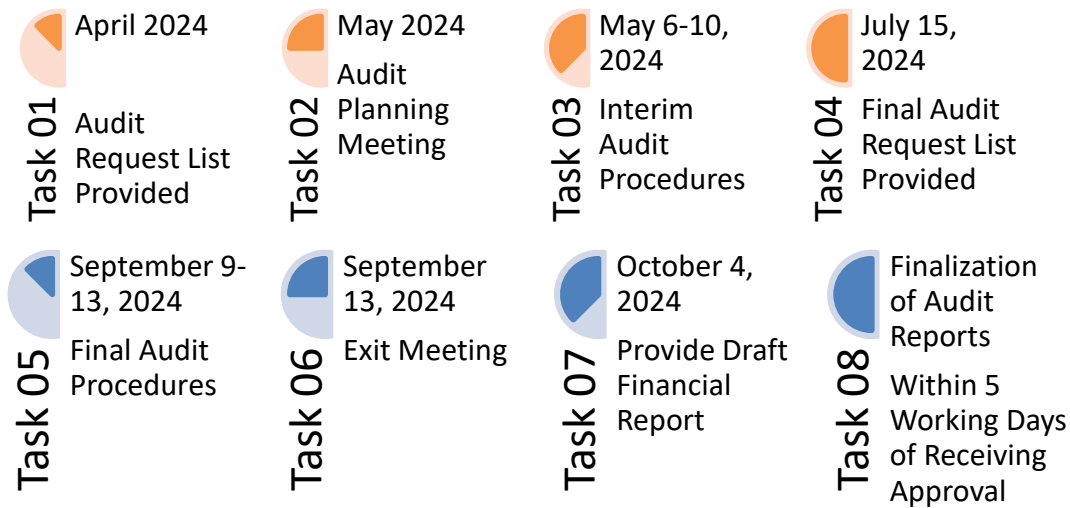 Task 01
April 2024
Audit
Request List
Provided
Task 02
May 2024
Audit
Planning
Meeting
Task 03
May 6-10,
2024
Interim
Audit
Procedures
Task 04
July 15,
2024
Final Audit
Request List
Provided
Task 05
September 9-
13, 2024
Final Audit
Procedures
Task 06
September
13, 2024
Exit Meeting
Task 07
October 4,
2024
Provide Draft
Financial
Report
Task 08
Finalization
of Audit
Reports
Within 5
Working Days
of Receiving
Approval